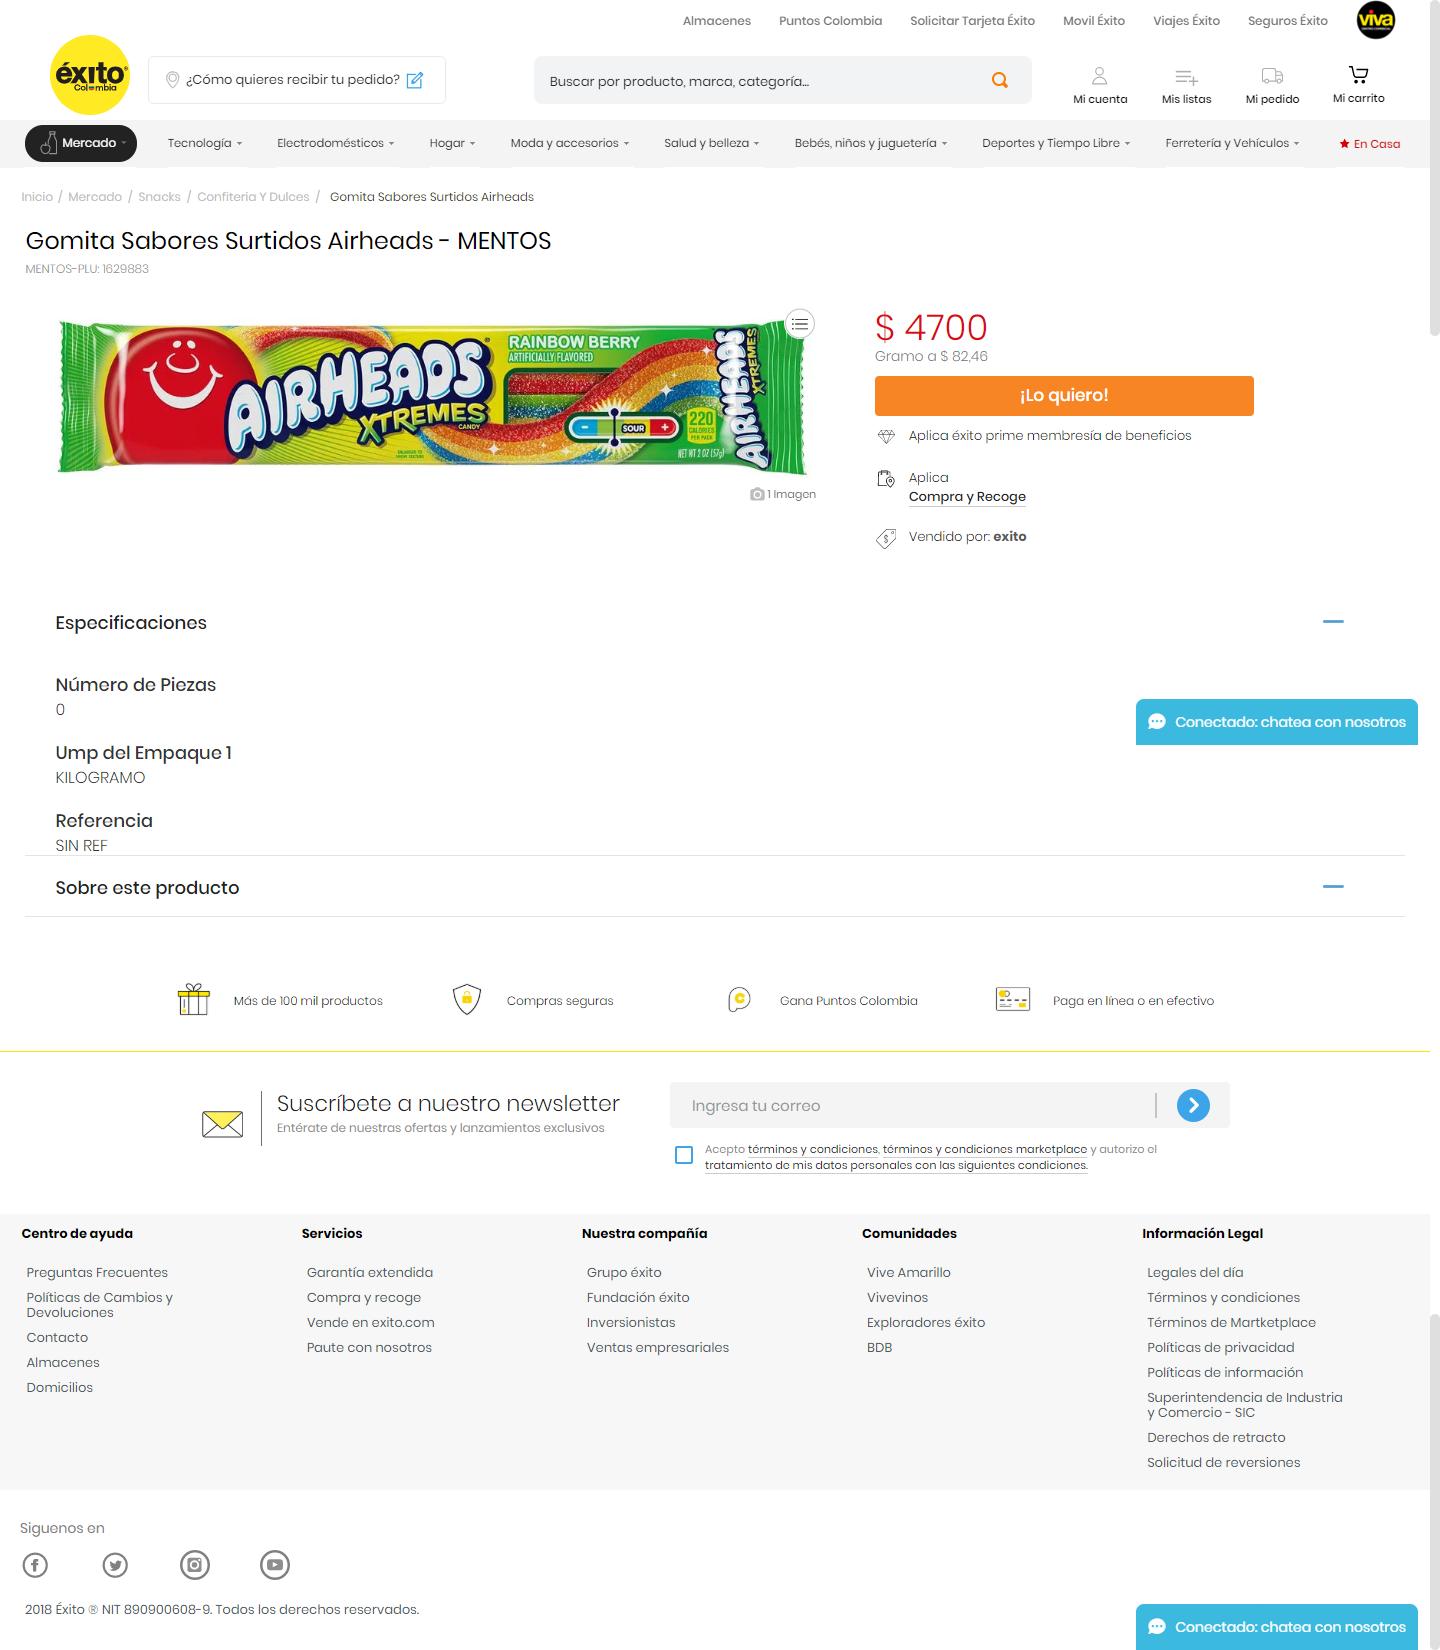 Almacenes
Puntos Colombia
Solicitar Tarjeta Éxito
Movil Éxito
Viajes Éxito
Seguros Éxito
viva
éxito
Colombia
¿Cómo quieres recibir tu pedido?
Buscar por producto, marca, categoría...
Mi cuenta
Mis listas
Mi pedido
Mi carrito
Mercado
Tecnología
Electrodomésticos
Hogar
Moda y accesorios
Salud y belleza
Bebés, niños y juguetería
Deportes y Tiempo Libre
Ferretería y Vehículos
En Casa
Inicio / Mercado / Snacks / Confiteria Y Dulces / Gomita Sabores Surtidos Airheads
Gomita Sabores Surtidos Airheads - MENTOS
MENTOS-PLU: 1629883
AIRHEADS
XTREMES
CANDY
RAINBOW BERRY
ARTIFICIALLY FLAVORED
SOUR
220
CALORIES
PER PACK
NET WT 2 OZ (57g)
AIRHEADS
XTREMES
1 Imagen
$ 4700
Gramo a $ 82,46
¡Lo quiero!
Aplica éxito prime membresía de beneficios
Aplica
Compra y Recoge
Vendido por: exito
Especificaciones
Número de Piezas
0
Ump del Empaque 1
KILOGRAMO
Referencia
SIN REF
Conectado: chatea con nosotros
Sobre este producto
Más de 100 mil productos
Compras seguras
Gana Puntos Colombia
Paga en línea o en efectivo
Suscríbete a nuestro newsletter
Entérate de nuestras ofertas y lanzamientos exclusivos
Ingresa tu correo
Acepto términos y condiciones, términos y condiciones marketplace y autorizo el
tratamiento de mis datos personales con las siguientes condiciones.
Centro de ayuda
Preguntas Frecuentes
Políticas de Cambios y
Devoluciones
Contacto
Almacenes
Domicilios
Servicios
Garantía extendida
Compra y recoge
Vende en exito.com
Paute con nosotros
Nuestra compañía
Grupo éxito
Fundación éxito
Inversionistas
Ventas empresariales
Comunidades
Vive Amarillo
Vivevinos
Exploradores éxito
BDB
Información Legal
Legales del día
Términos y condiciones
Términos de Martketplace
Políticas de privacidad
Políticas de información
Superintendencia de Industria
y Comercio - SIC
Derechos de retracto
Solicitud de reversiones
Siguenos en
2018 Éxito ® NIT 890900608-9. Todos los derechos reservados.
Conectado: chatea con nosotros